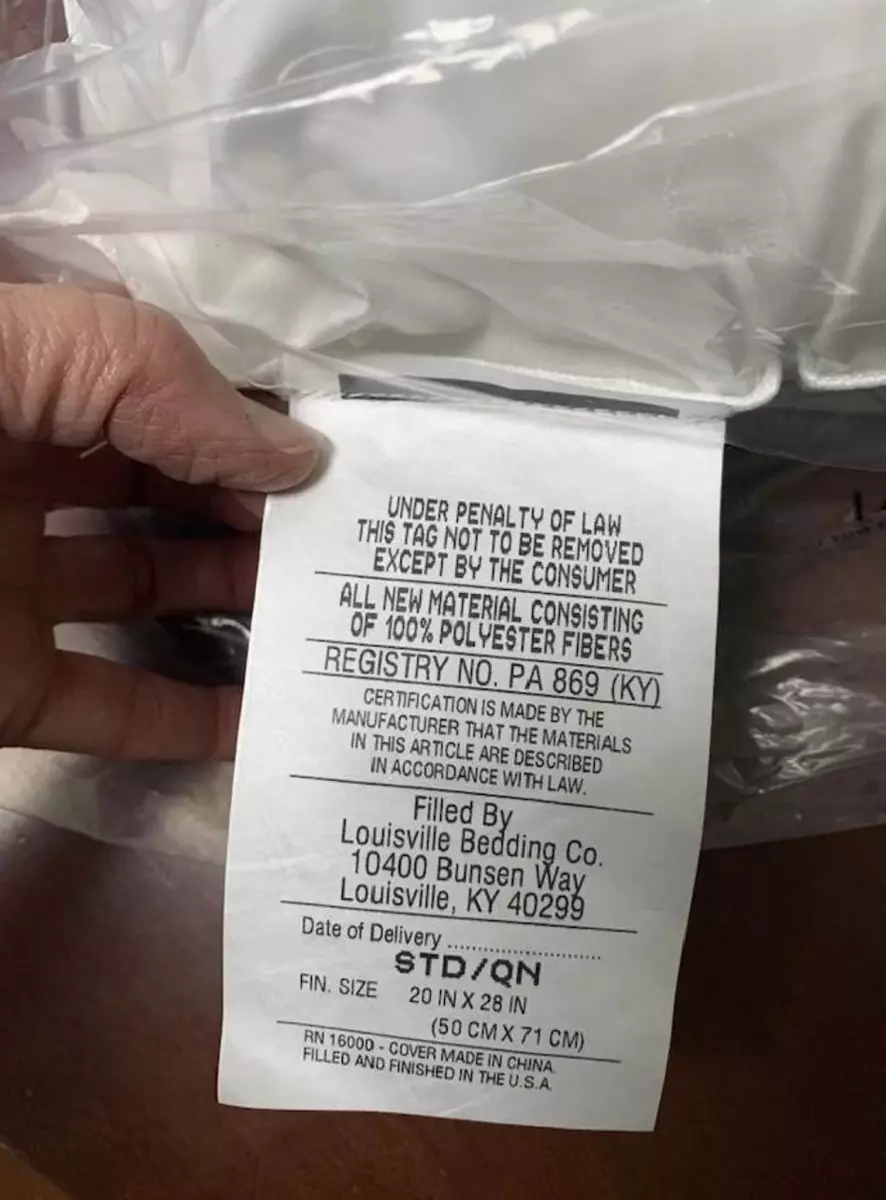 UNDER PENALTY OF LAW
THIS TAG NOT TO BE REMOVED
EXCEPT BY THE CONSUMER
ALL NEW MATERIAL CONSISTING
OF 100% POLYESTER FIBERS
REGISTRY NO. PA 869 (KY)
CERTIFICATION IS MADE BY THE
MANUFACTURER THAT THE MATERIALS
IN THIS ARTICLE ARE DESCRIBED
IN ACCORDANCE WITH LAW.
Filled By
Louisville Bedding Co.
10400 Bunsen Way
Louisville, KY 40299
Date of Delivery ........................
STD/QN
FIN. SIZE 20 IN X 28 IN
(50 CM X 71 CM)
RN 16000 - COVER MADE IN CHINA.
FILLED AND FINISHED IN THE U.S.A.